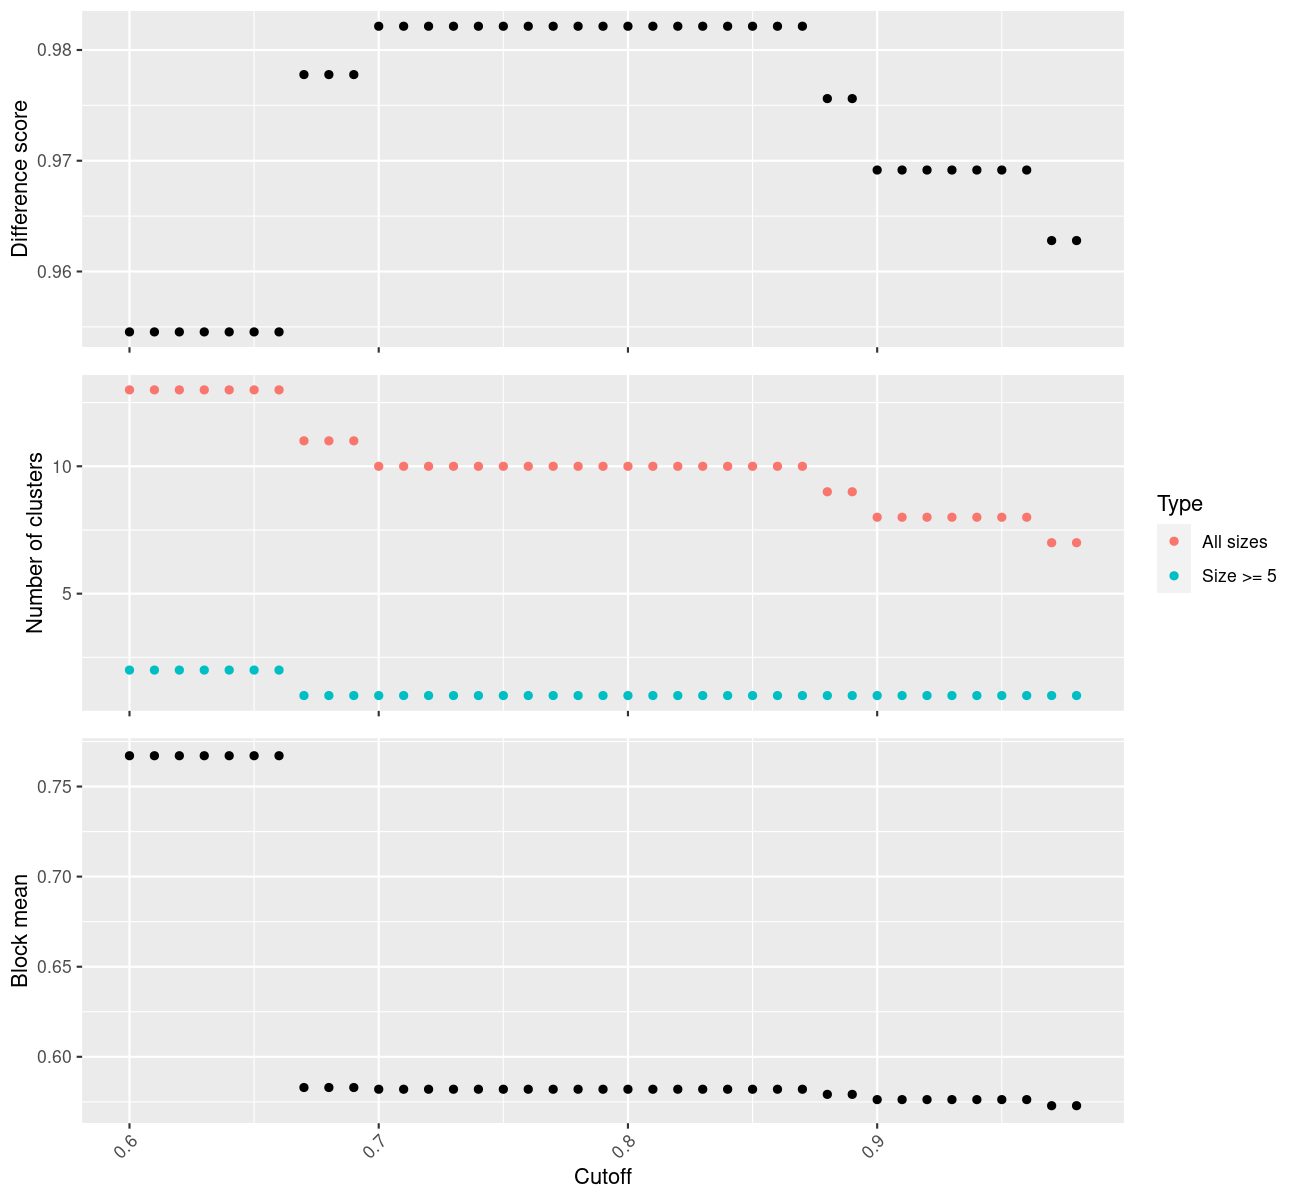 Difference score
0.98
0.97
0.96
Number of clusters
10
5
Type
All sizes
Size >= 5
Block mean
0.75
0.70
0.65
0.60
0.6
0.7
0.8
0.9
Cutoff